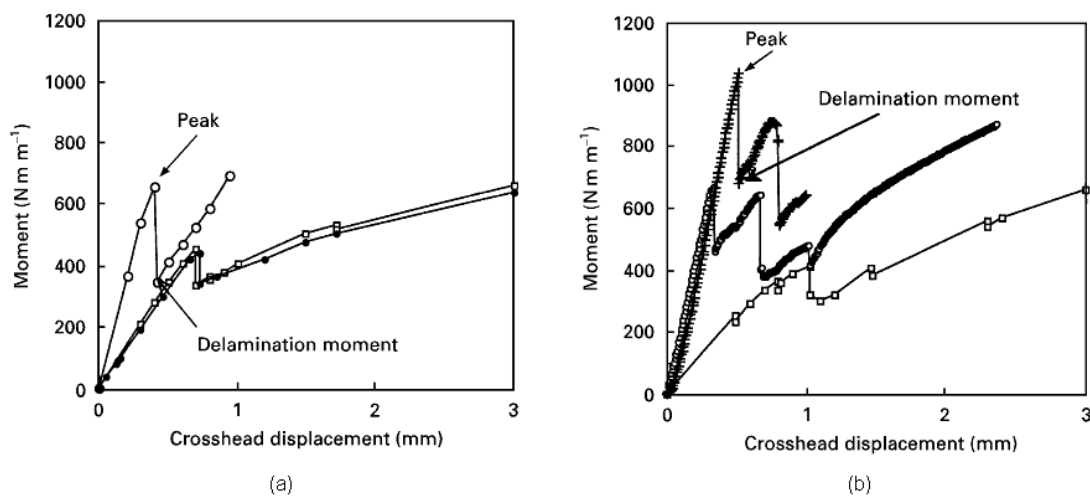 1200
1000
800
600
400
200
0
Moment (N m m⁻¹)
Peak
Delamination moment
0
1
2
3
Crosshead displacement (mm)
(a)
1200
1000
800
600
400
200
0
Moment (N m m⁻¹)
Peak
Delamination moment
0
1
2
3
Crosshead displacement (mm)
(b)